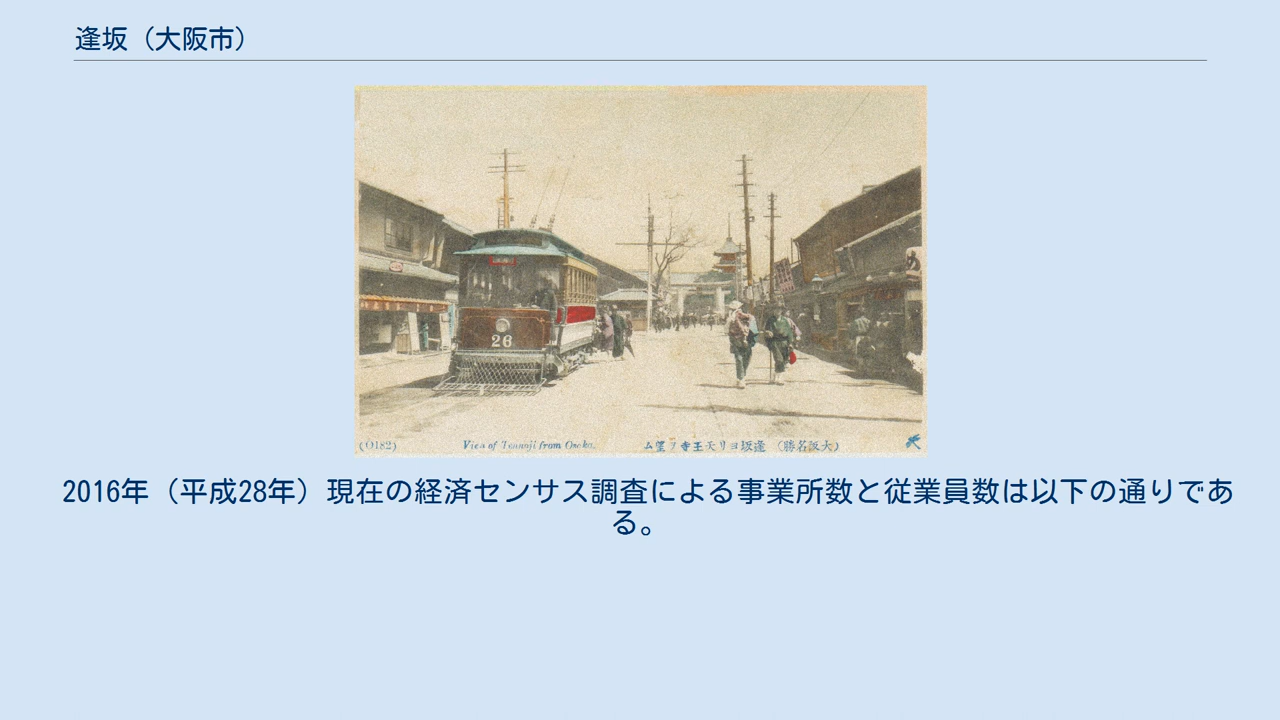 逢坂（大阪市）
26
(O182)
View of Tennoji from Osaka.
ム望ヲ寺王天リヨ坂逢（勝名阪大）
2016年（平成28年）現在の経済センサス調査による事業所数と従業員数は以下の通りであ
る。